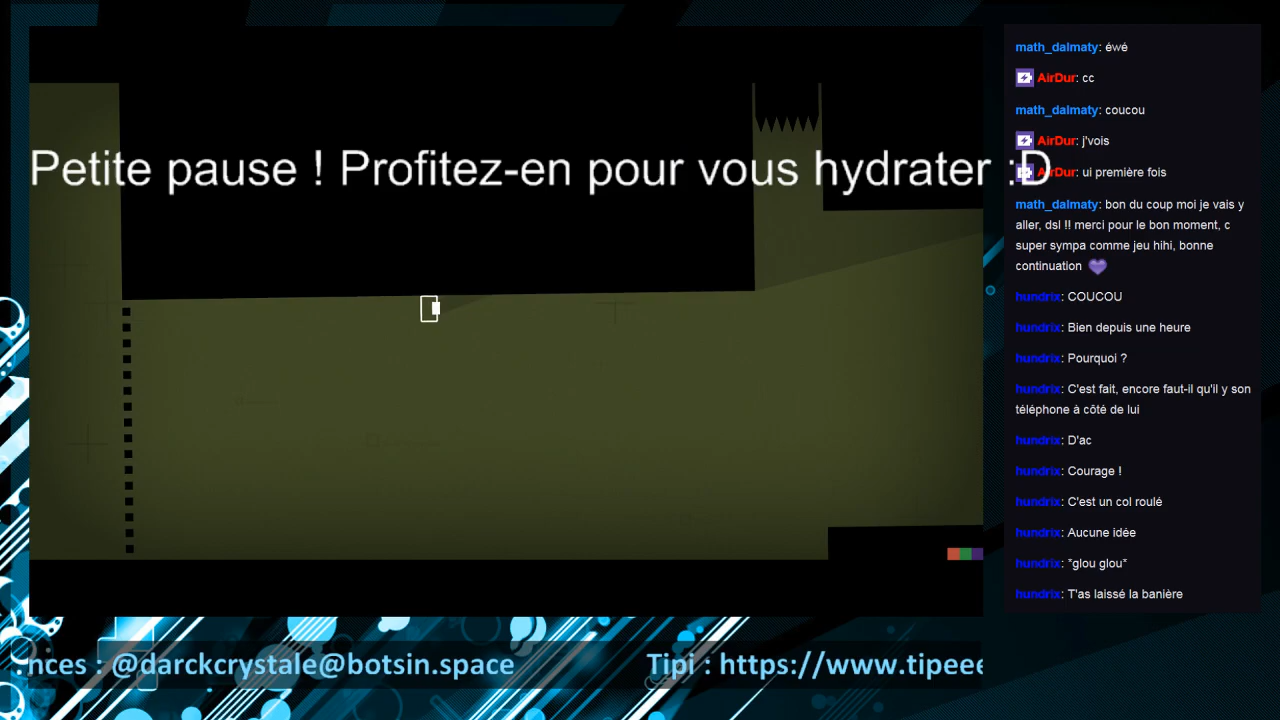 Petite pause ! Profitez-en pour vous hydrater :D
math_dalmaty: éwé
AirDur: cc
math_dalmaty: coucou
AirDur: j'vois
AirDur: ui première fois
math_dalmaty: bon du coup moi je vais y
aller, dsl !! merci pour le bon moment, c
super sympa comme jeu hihi, bonne
continuation
hundrix: COUCOU
hundrix: Bien depuis une heure
hundrix: Pourquoi ?
hundrix: C'est fait, encore faut-il qu'il y son
téléphone à côté de lui
hundrix: D'ac
hundrix: Courage !
hundrix: C'est un col roulé
hundrix: Aucune idée
hundrix: *glou glou*
hundrix: T'as laissé la banière
nces : @darckcrystale@botsin.space Tipi : https://www.tipeee